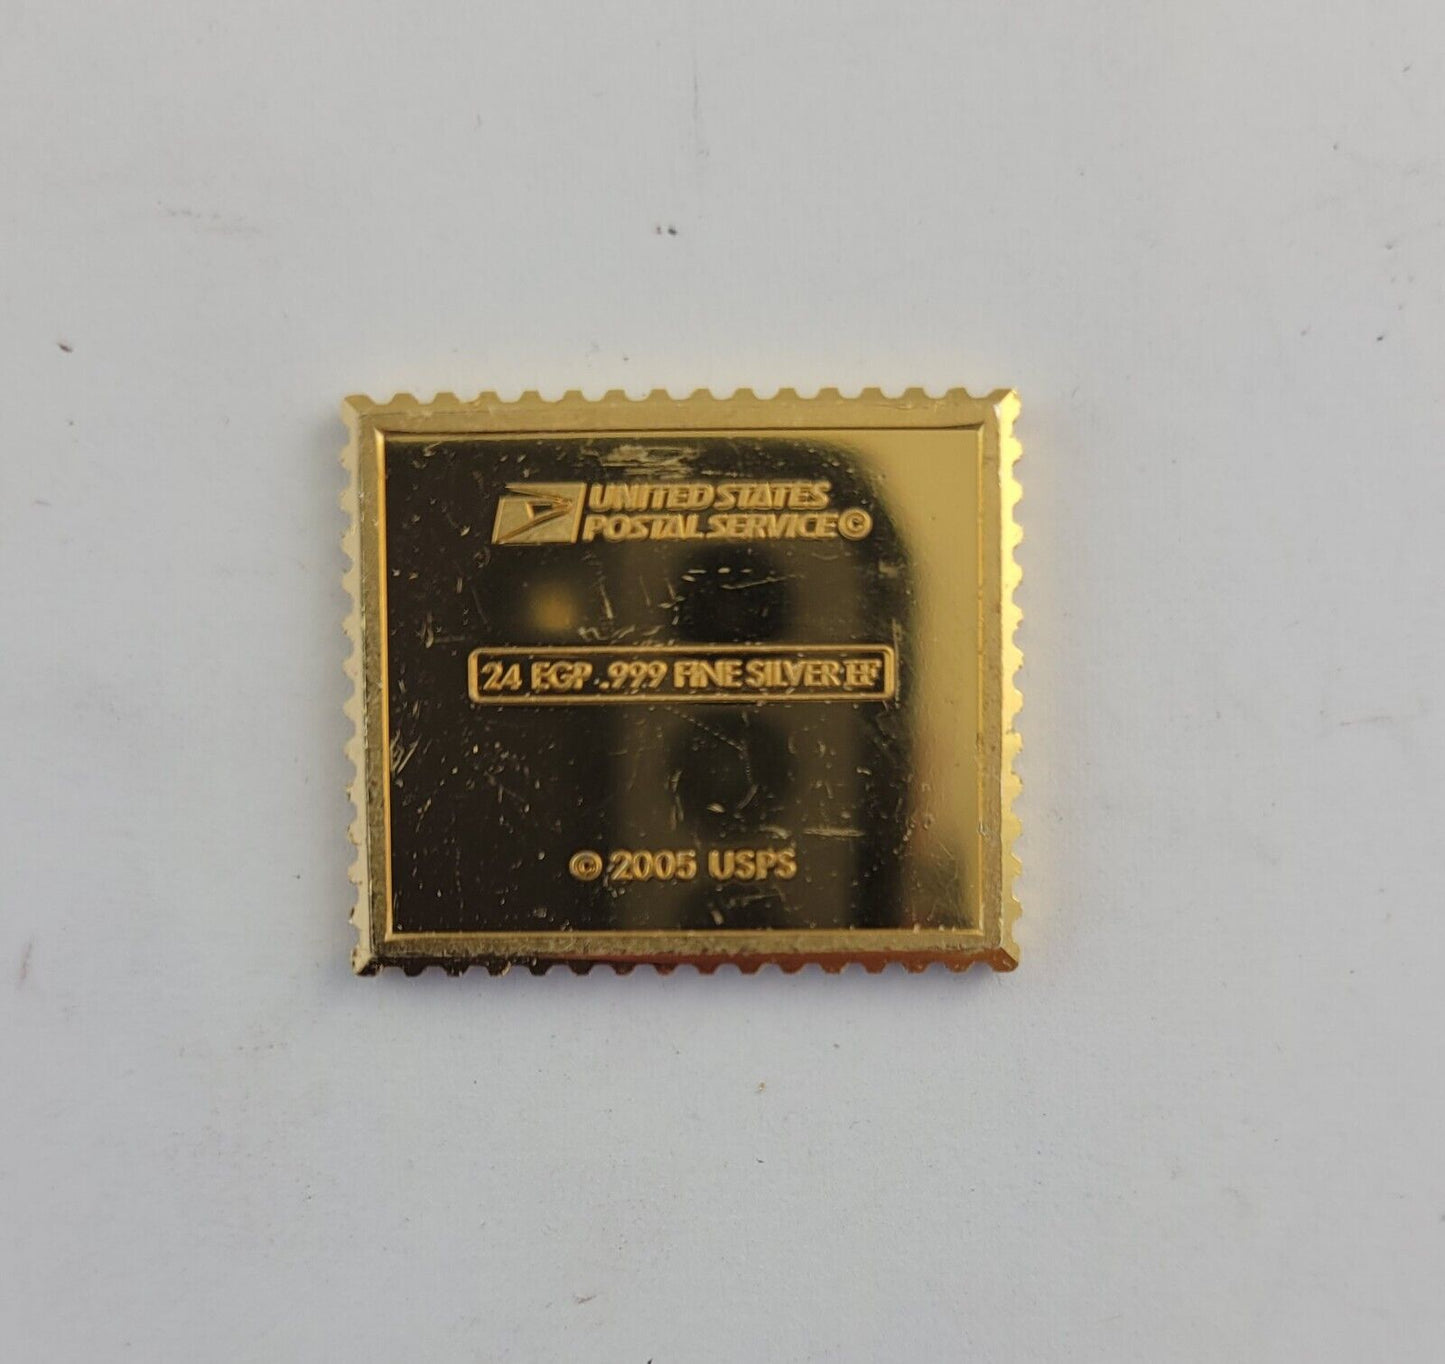 UNITED STATES
POSTAL SERVICE©
24 EGP .999 FINE SILVER EF
© 2005 USPS